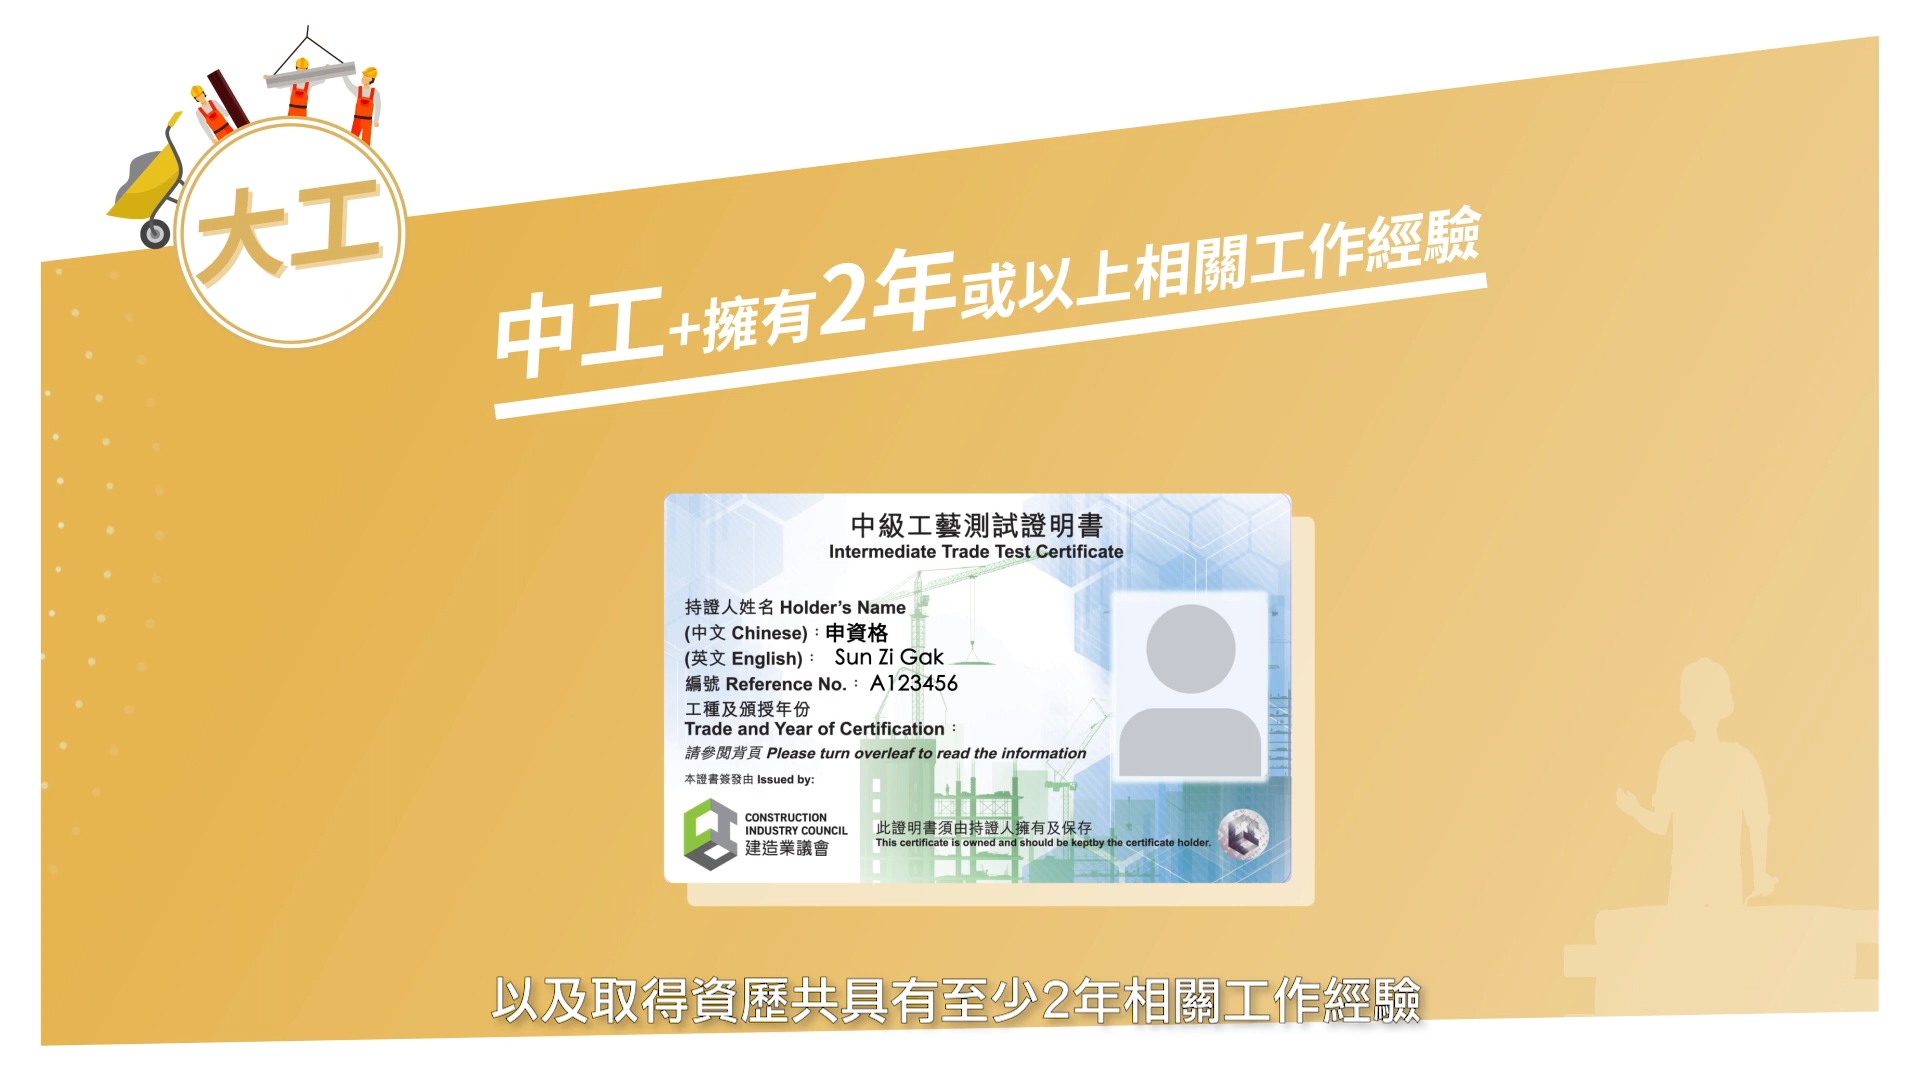 大工
中工+擁有2年或以上相關工作經驗
中級工藝測試證明書
Intermediate Trade Test Certificate
持證人姓名 Holder’s Name
(中文 Chinese)：申資格
(英文 English)： Sun Zi Gak
編號 Reference No.： A123456
工種及頒授年份
Trade and Year of Certification：
請參閱背頁 Please turn overleaf to read the information
本證書簽發由 Issued by:
CONSTRUCTION
INDUSTRY COUNCIL
建造業議會
此證明書須由持證人擁有及保存
This certificate is owned and should be keptby the certificate holder.
以及取得資歷共具有至少2年相關工作經驗